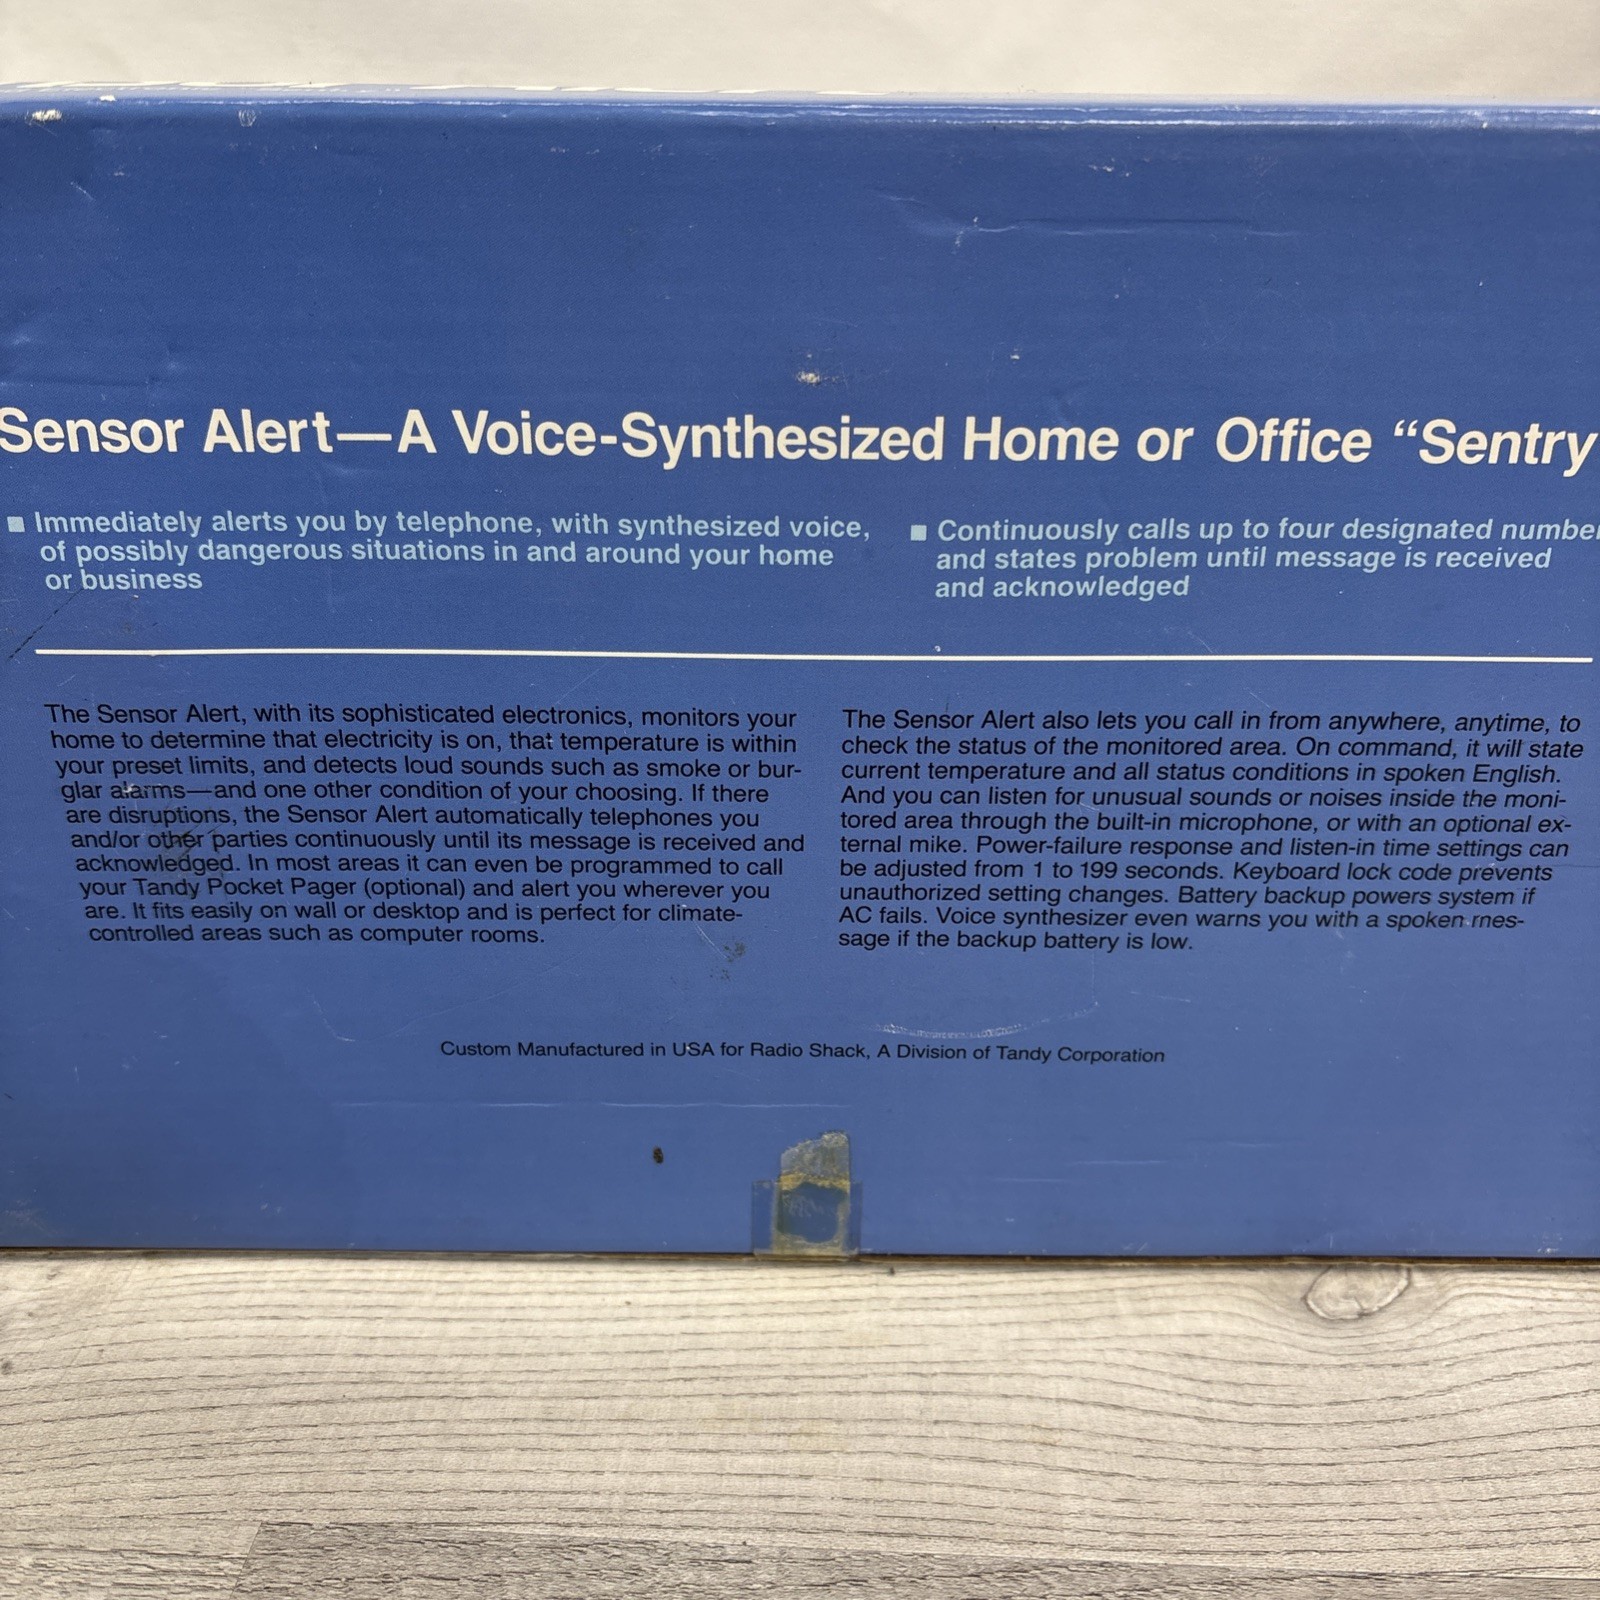 Sensor Alert—A Voice-Synthesized Home or Office “Sentry
■ Immediately alerts you by telephone, with synthesized voice,
of possibly dangerous situations in and around your home
or business
■ Continuously calls up to four designated number
and states problem until message is received
and acknowledged
The Sensor Alert, with its sophisticated electronics, monitors your
home to determine that electricity is on, that temperature is within
your preset limits, and detects loud sounds such as smoke or bur-
glar alarms—and one other condition of your choosing. If there
are disruptions, the Sensor Alert automatically telephones you
and/or other parties continuously until its message is received and
acknowledged. In most areas it can even be programmed to call
your Tandy Pocket Pager (optional) and alert you wherever you
are. It fits easily on wall or desktop and is perfect for climate-
controlled areas such as computer rooms.
The Sensor Alert also lets you call in from anywhere, anytime, to
check the status of the monitored area. On command, it will state
current temperature and all status conditions in spoken English.
And you can listen for unusual sounds or noises inside the moni-
tored area through the built-in microphone, or with an optional ex-
ternal mike. Power-failure response and listen-in time settings can
be adjusted from 1 to 199 seconds. Keyboard lock code prevents
unauthorized setting changes. Battery backup powers system if
AC fails. Voice synthesizer even warns you with a spoken mes-
sage if the backup battery is low.
Custom Manufactured in USA for Radio Shack, A Division of Tandy Corporation